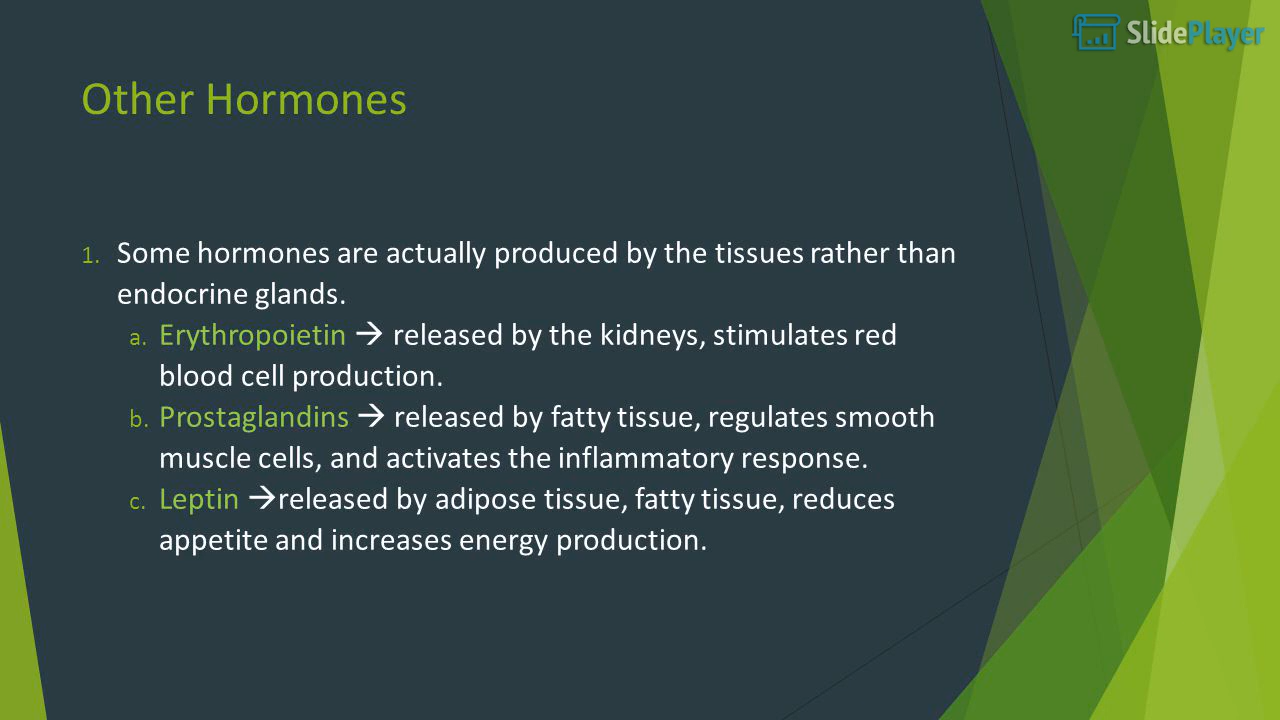 SlidePlayer
Other Hormones
1. Some hormones are actually produced by the tissues rather than
endocrine glands.
a. Erythropoietin → released by the kidneys, stimulates red
blood cell production.
b. Prostaglandins → released by fatty tissue, regulates smooth
muscle cells, and activates the inflammatory response.
c. Leptin →released by adipose tissue, fatty tissue, reduces
appetite and increases energy production.